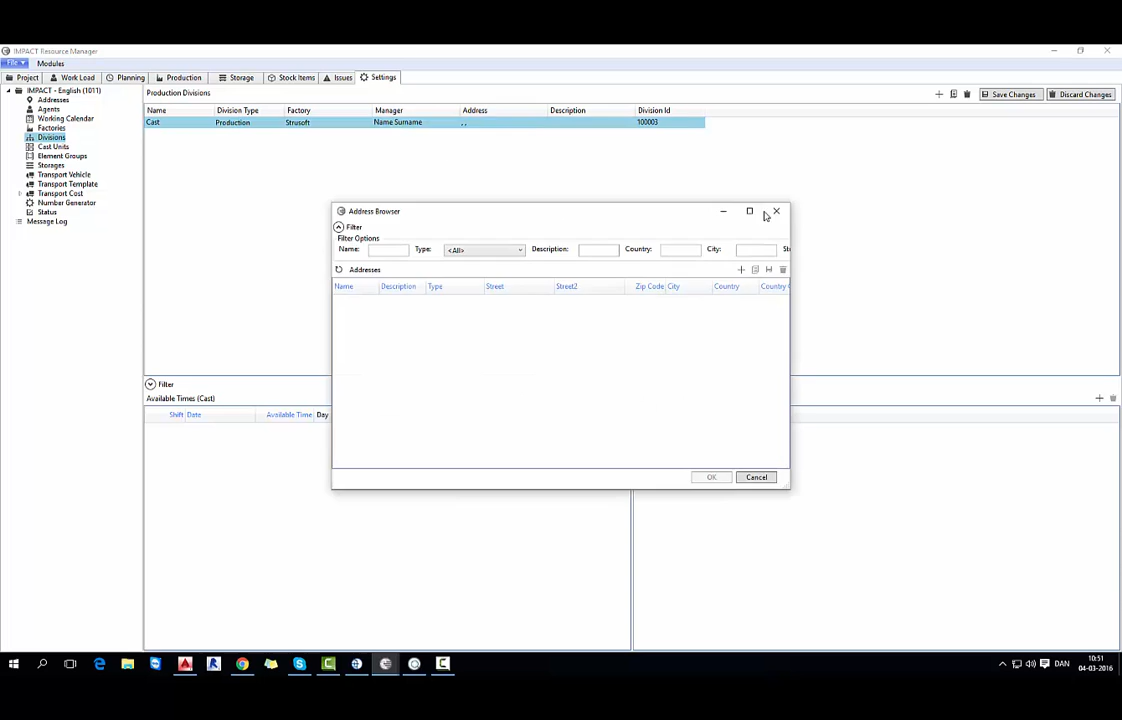 IMPACT Resource Manager
File Modules
Project Work Load Planning Production Storage Stock Items Issues Settings
IMPACT - English (1011)
Addresses
Agents
Working Calendar
Factories
Divisions
Cast Units
Element Groups
Storages
Transport Vehicle
Transport Template
Transport Cost
Number Generator
Status
Message Log
Production Divisions
Save Changes Discard Changes
Name Division Type Factory Manager Address Description Division Id
Cast Production Strusoft Name Surname , , 100003
Address Browser
Filter
Filter Options
Name: Type: <All> Description: Country: City: St
Addresses
Name Description Type Street Street2 Zip Code City Country Country
OK Cancel
Filter
Available Times (Cast)
Shift Date Available Time Day
DAN
10:51
04-03-2016